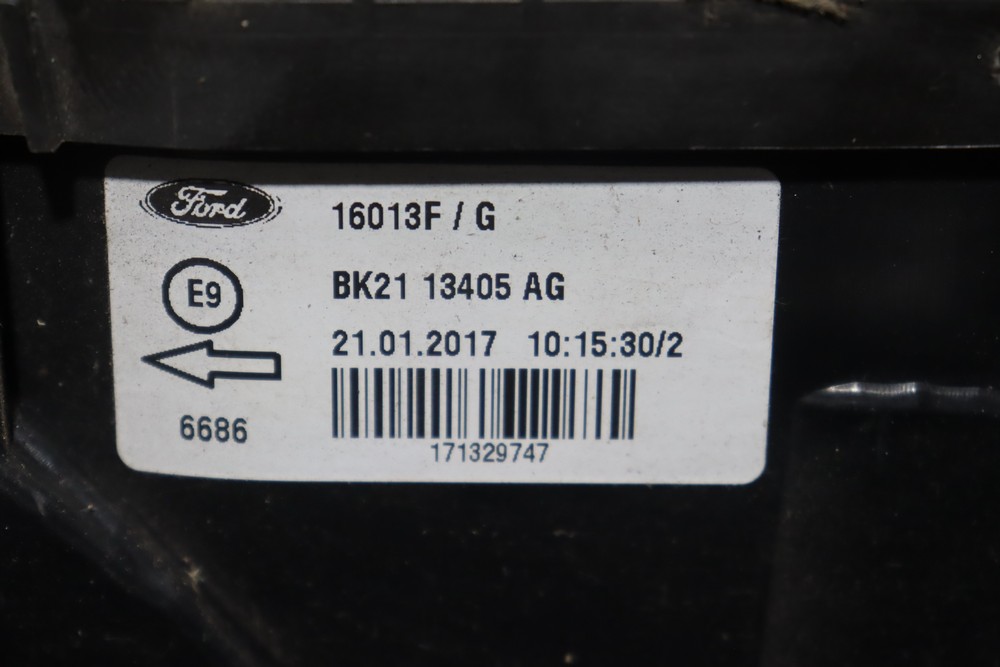 Ford
16013F / G
E9
BK21 13405 AG
21.01.2017 10:15:30/2
6686
171329747